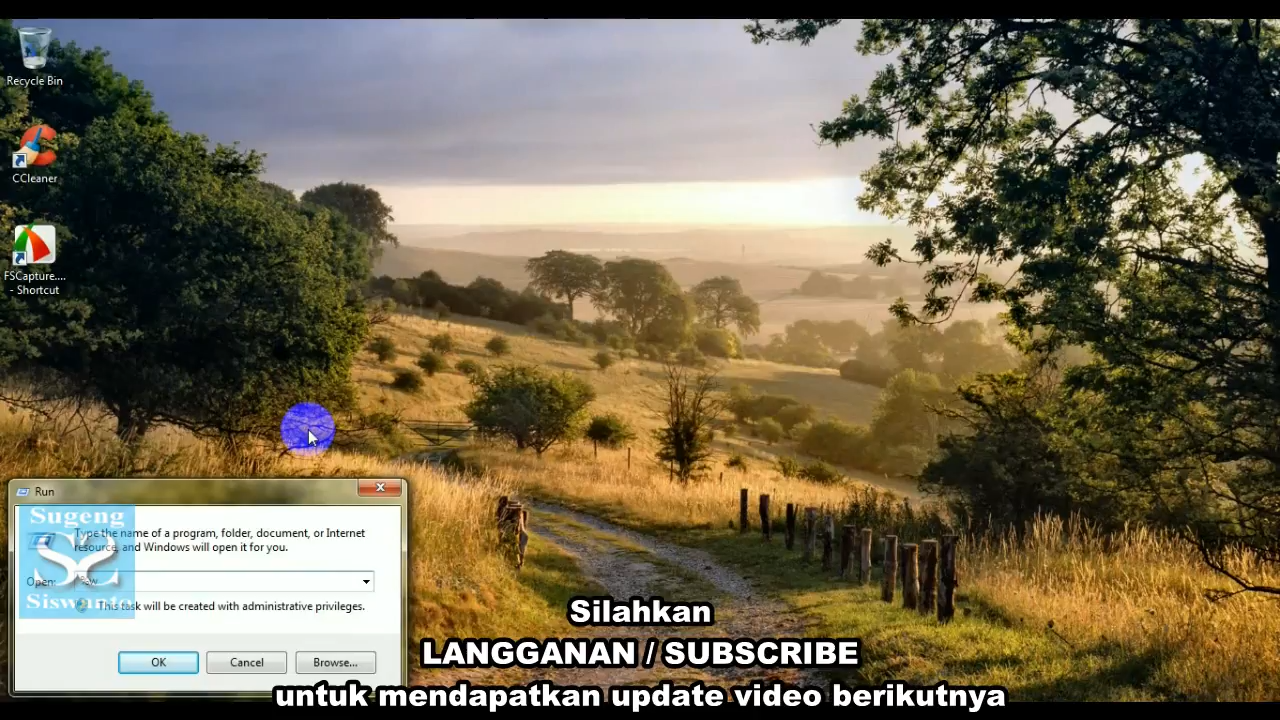 Recycle Bin
CCleaner
FSCapture....
- Shortcut
Run
Sugeng
Type the name of a program, folder, document, or Internet
resource, and Windows will open it for you.
S2
Open:
Siswanto
This task will be created with administrative privileges.
OK
Cancel
Browse...
Silahkan
LANGGANAN / SUBSCRIBE
untuk mendapatkan update video berikutnya